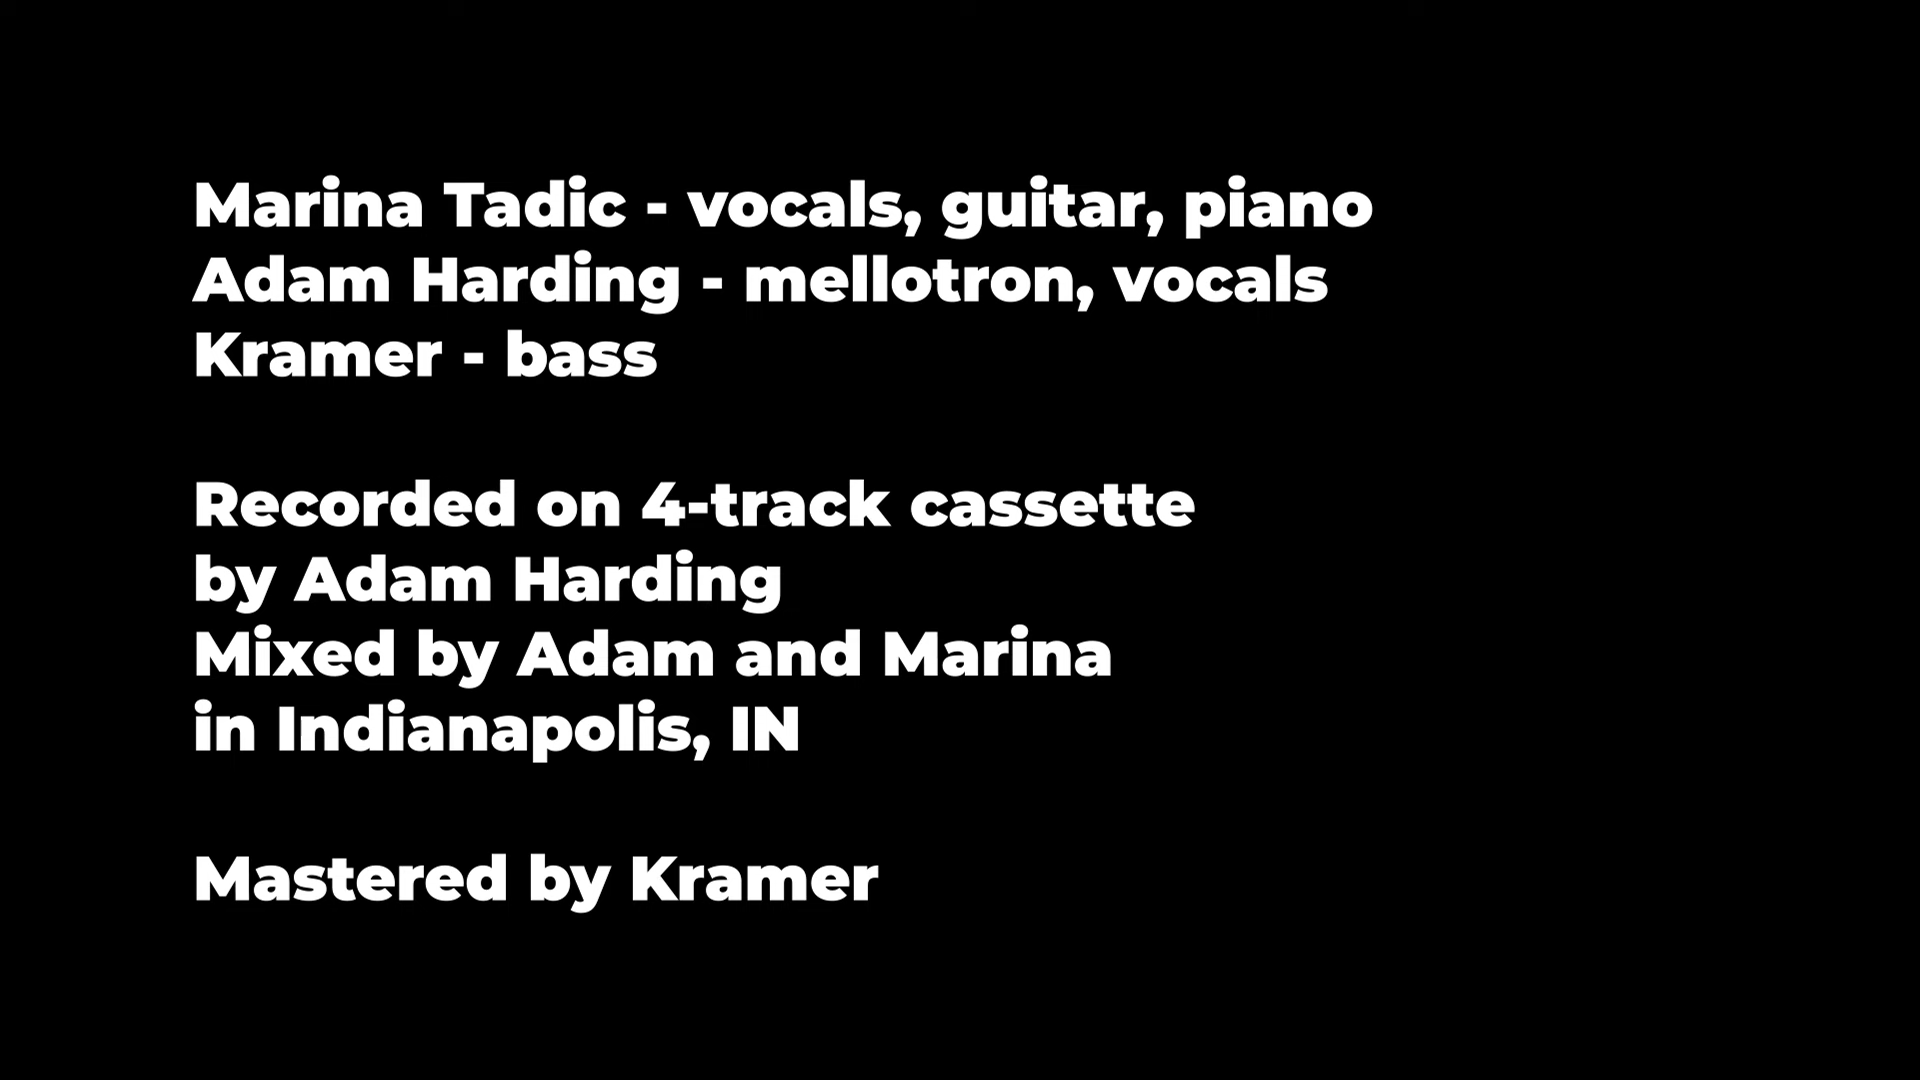 Marina Tadic - vocals, guitar, piano
Adam Harding - mellotron, vocals
Kramer - bass
Recorded on 4-track cassette
by Adam Harding
Mixed by Adam and Marina
in Indianapolis, IN
Mastered by Kramer